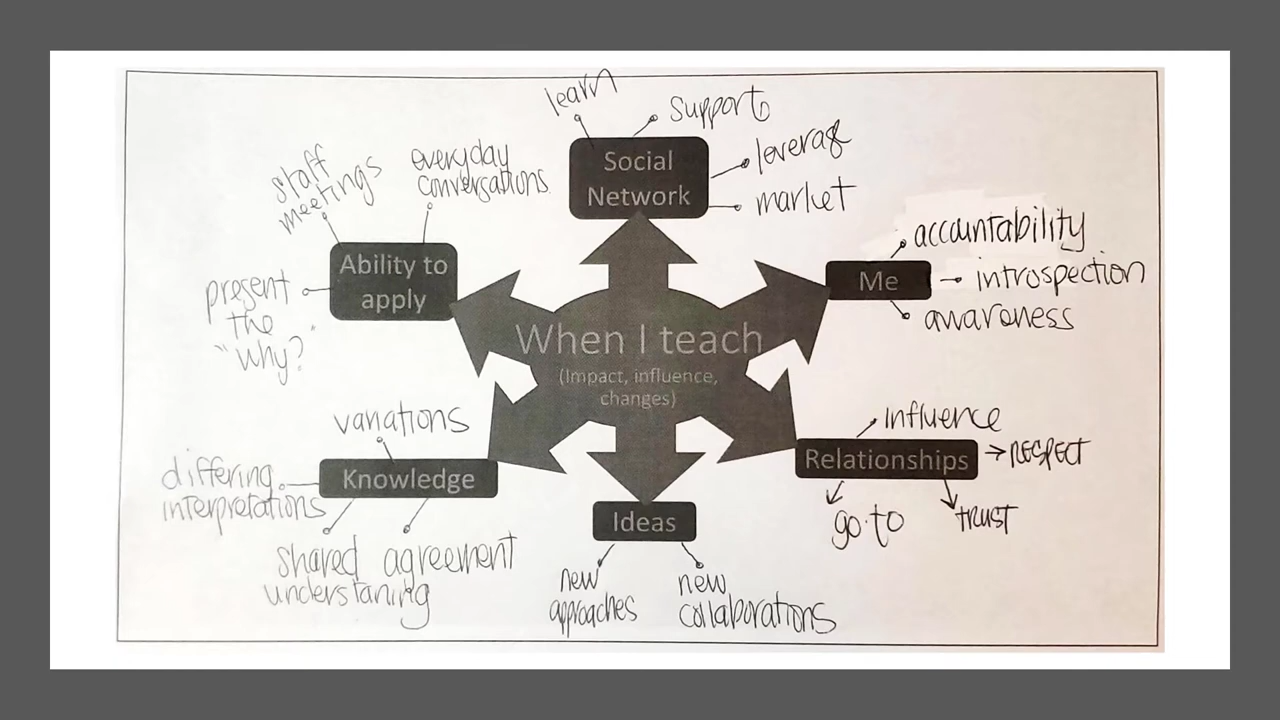 learn
support
leverage
market
Social
Network
staff
meetings
everyday
conversations
Ability to
apply
present
the
"why?"
accountability
Me
introspection
awareness
When I teach
(Impact, influence,
changes)
variations
Knowledge
differing
interpretations
shared
understaning
agreement
influence
Relationships
RESPECT
go-to
TRUST
Ideas
new
approaches
new
collaborations